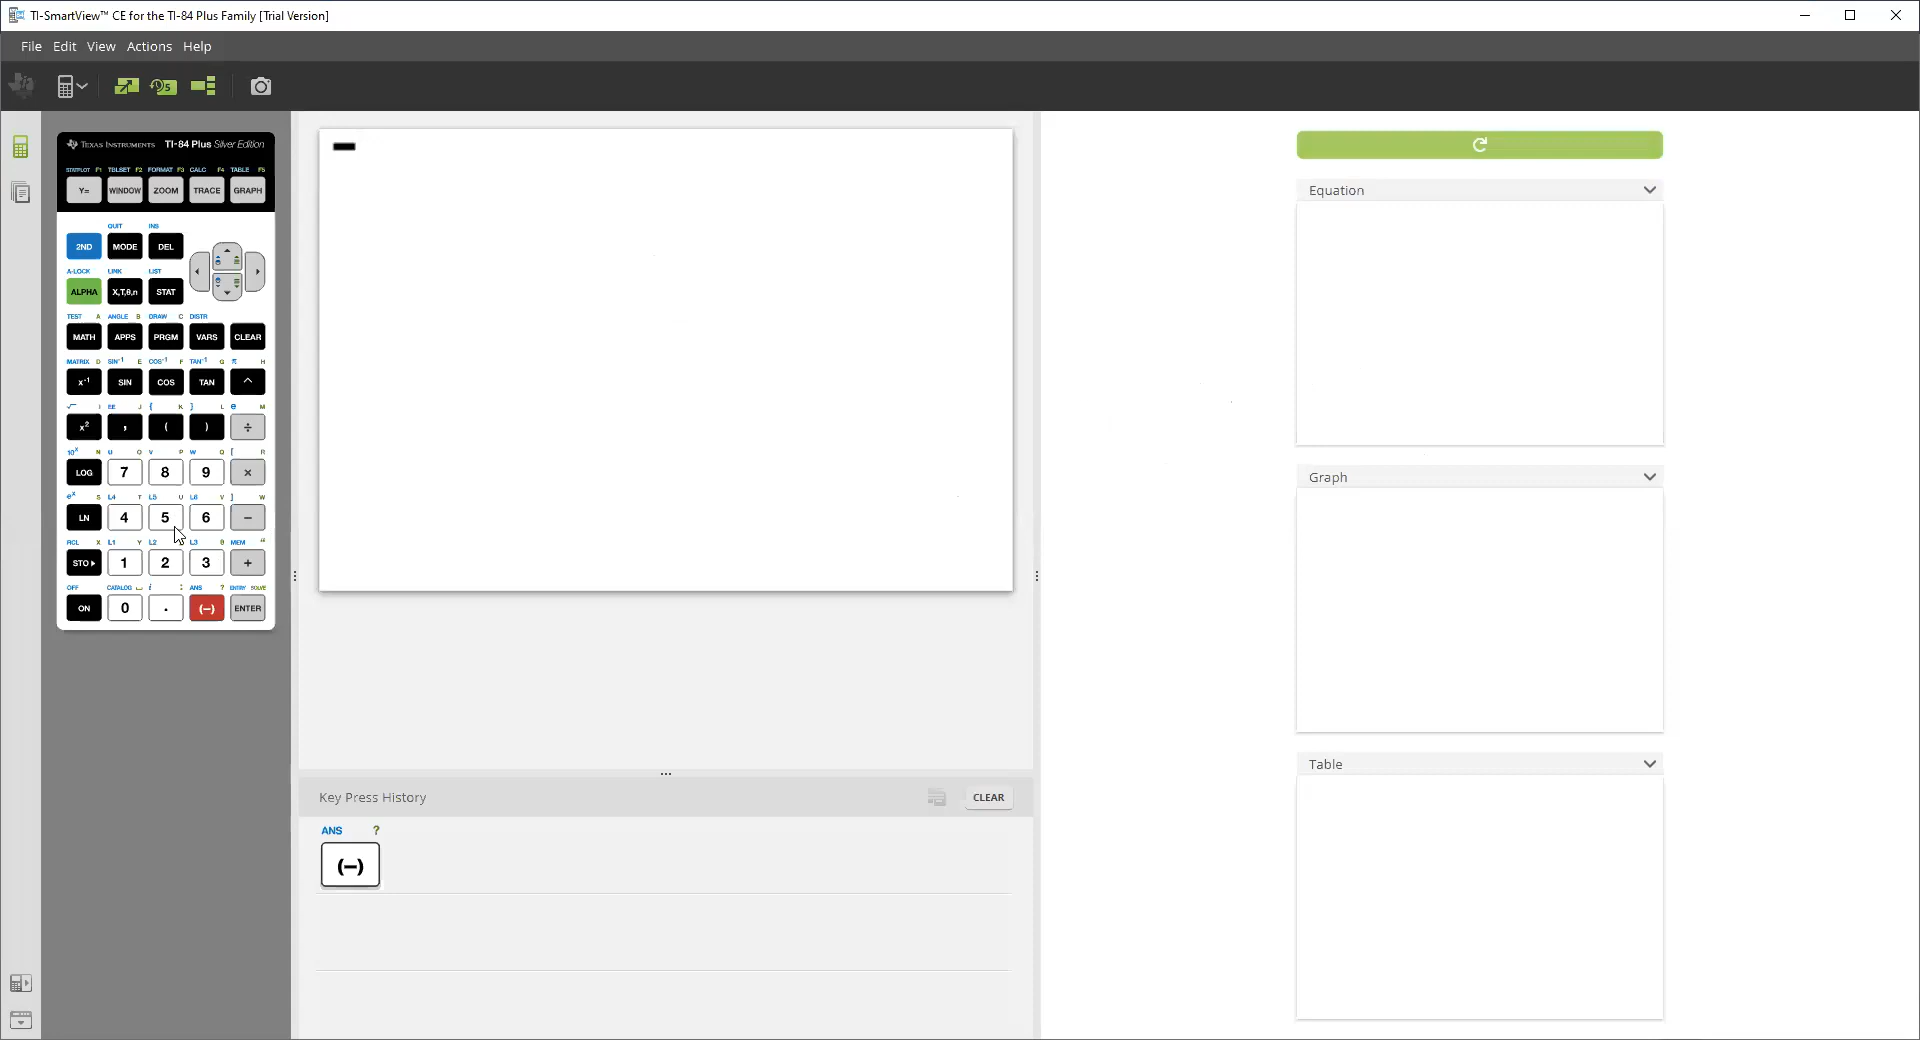 TI-SmartView™ CE for the TI-84 Plus Family [Trial Version]
File Edit View Actions Help
TEXAS INSTRUMENTS TI-84 Plus Silver Edition
STATPLOT F1 TBLSET F2 FORMAT F3 CALC F4 TABLE F5
Y= WINDOW ZOOM TRACE GRAPH
QUIT INS
2ND MODE DEL
A-LOCK LINK LIST
ALPHA X,T,θ,n STAT
TEST A ANGLE B DRAW C DISTR
MATH APPS PRGM VARS CLEAR
MATRIX D SIN⁻¹ E COS⁻¹ F TAN⁻¹ G π H
x⁻¹ SIN COS TAN ^
√ I EE J { K } L e M
x² , ( ) ÷
10ˣ N u O v P w Q [ R
LOG 7 8 9 ×
eˣ S L4 T L5 U L6 V ] W
LN 4 5 6 −
RCL X L1 Y L2 L3 θ MEM "
STO▸ 1 2 3 +
OFF CATALOG i : ANS ? ENTRY SOLVE
ON 0 . (−) ENTER
Key Press History CLEAR
ANS ?
(−)
Equation
Graph
Table